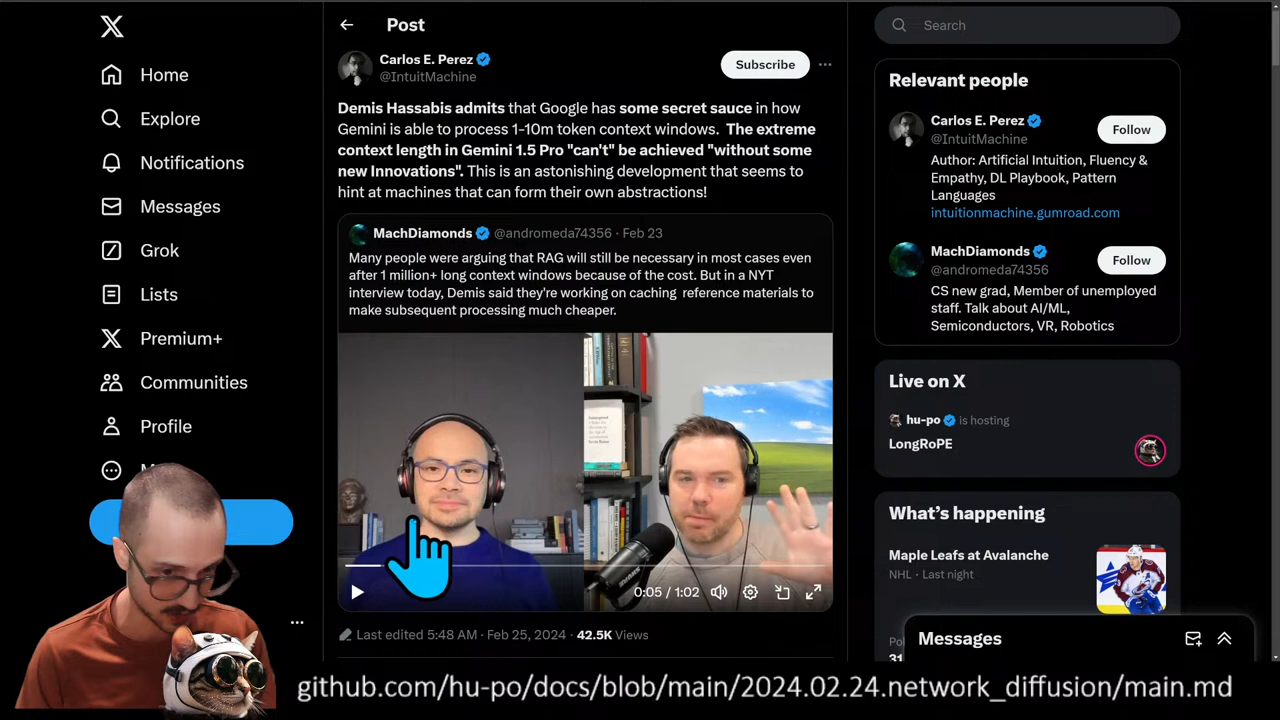 Home
Explore
Notifications
Messages
Grok
Lists
Premium+
Communities
Profile
Post
Carlos E. Perez
@IntuitMachine
Subscribe
Demis Hassabis admits that Google has some secret sauce in how
Gemini is able to process 1-10m token context windows. The extreme
context length in Gemini 1.5 Pro "can't" be achieved "without some
new Innovations". This is an astonishing development that seems to
hint at machines that can form their own abstractions!
MachDiamonds @andromeda74356 · Feb 23
Many people were arguing that RAG will still be necessary in most cases even
after 1 million+ long context windows because of the cost. But in a NYT
interview today, Demis said they're working on caching reference materials to
make subsequent processing much cheaper.
0:05 / 1:02
Last edited 5:48 AM · Feb 25, 2024 · 42.5K Views
Search
Relevant people
Carlos E. Perez
@IntuitMachine
Follow
Author: Artificial Intuition, Fluency &
Empathy, DL Playbook, Pattern
Languages
intuitionmachine.gumroad.com
MachDiamonds
@andromeda74356
Follow
CS new grad, Member of unemployed
staff. Talk about AI/ML,
Semiconductors, VR, Robotics
Live on X
hu-po is hosting
LongRoPE
What's happening
Maple Leafs at Avalanche
NHL · Last night
Messages
github.com/hu-po/docs/blob/main/2024.02.24.network_diffusion/main.md